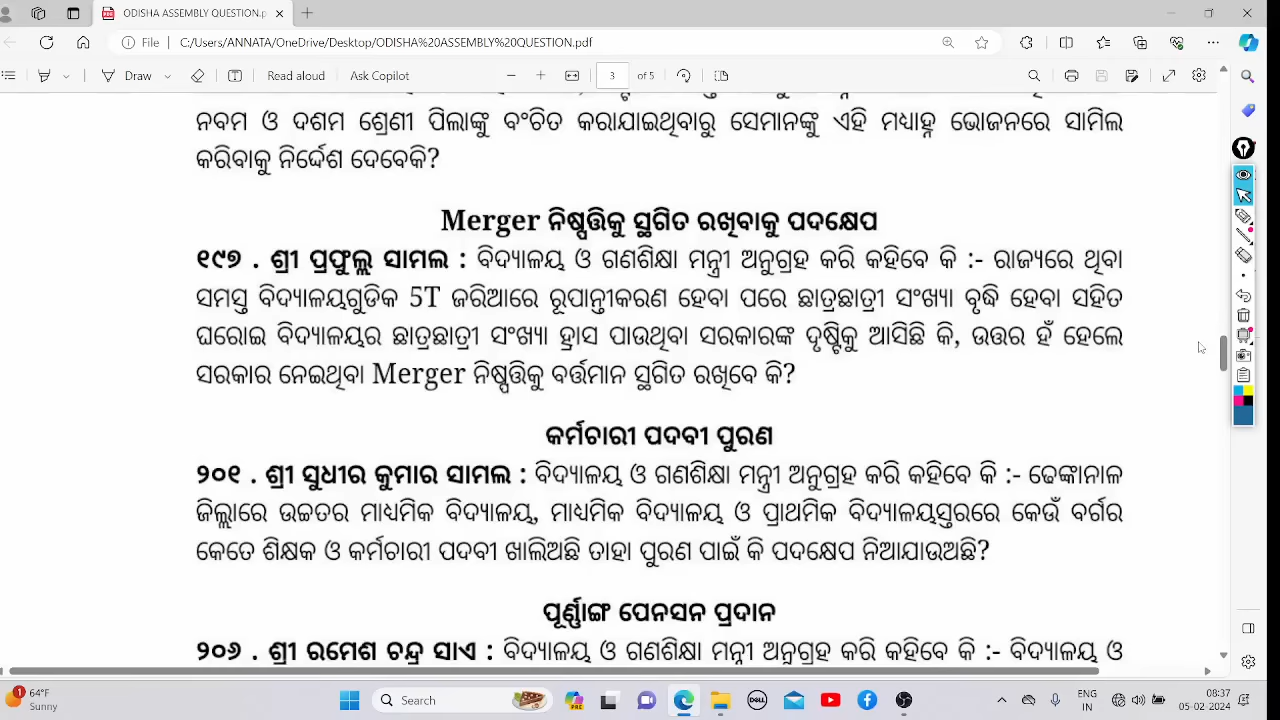 ODISHA ASSEMBLY QUESTION.p
File
C:/Users/ANNATA/OneDrive/Desktop/ODISHA%20ASSEMBLY%20QUESTION.pdf
Draw
Read aloud
Ask Copilot
3
of 5
ନବମ ଓ ଦଶମ ଶ୍ରେଣୀ ପିଲାଙ୍କୁ ବଂଚିତ କରାଯାଇଥିବାରୁ ସେମାନଙ୍କୁ ଏହି ମଧ୍ୟାହ୍ନ ଭୋଜନରେ ସାମିଲ
କରିବାକୁ ନିର୍ଦ୍ଦେଶ ଦେବେକି?
Merger ନିଷ୍ପତ୍ତିକୁ ସ୍ଥଗିତ ରଖିବାକୁ ପଦକ୍ଷେପ
୧୯୭ . ଶ୍ରୀ ପ୍ରଫୁଲ୍ଲ ସାମଲ : ବିଦ୍ୟାଳୟ ଓ ଗଣଶିକ୍ଷା ମନ୍ତ୍ରୀ ଅନୁଗ୍ରହ କରି କହିବେ କି :- ରାଜ୍ୟରେ ଥିବା
ସମସ୍ତ ବିଦ୍ୟାଳୟଗୁଡିକ 5T ଜରିଆରେ ରୂପାନ୍ତୀକରଣ ହେବା ପରେ ଛାତ୍ରଛାତ୍ରୀ ସଂଖ୍ୟା ବୃଦ୍ଧି ହେବା ସହିତ
ଘରୋଇ ବିଦ୍ୟାଳୟର ଛାତ୍ରଛାତ୍ରୀ ସଂଖ୍ୟା ହ୍ରାସ ପାଉଥିବା ସରକାରଙ୍କ ଦୃଷ୍ଟିକୁ ଆସିଛି କି, ଉତ୍ତର ହଁ ହେଲେ
ସରକାର ନେଇଥିବା Merger ନିଷ୍ପତ୍ତିକୁ ବର୍ତ୍ତମାନ ସ୍ଥଗିତ ରଖିବେ କି?
କର୍ମଚାରୀ ପଦବୀ ପୁରଣ
୨୦୧ . ଶ୍ରୀ ସୁଧୀର କୁମାର ସାମଲ : ବିଦ୍ୟାଳୟ ଓ ଗଣଶିକ୍ଷା ମନ୍ତ୍ରୀ ଅନୁଗ୍ରହ କରି କହିବେ କି :- ଢେଙ୍କାନାଳ
ଜିଲ୍ଲାରେ ଉଚ୍ଚତର ମାଧ୍ୟମିକ ବିଦ୍ୟାଳୟ, ମାଧ୍ୟମିକ ବିଦ୍ୟାଳୟ ଓ ପ୍ରାଥମିକ ବିଦ୍ୟାଳୟସ୍ତରରେ କେଉଁ ବର୍ଗର
କେତେ ଶିକ୍ଷକ ଓ କର୍ମଚାରୀ ପଦବୀ ଖାଲିଅଛି ତାହା ପୁରଣ ପାଇଁ କି ପଦକ୍ଷେପ ନିଆଯାଉଅଛି?
ପୂର୍ଣ୍ଣାଙ୍ଗ ପେନସନ ପ୍ରଦାନ
୨୦୬ . ଶ୍ରୀ ରମେଶ ଚନ୍ଦ୍ର ସାଏ : ବିଦ୍ୟାଳୟ ଓ ଗଣଶିକ୍ଷା ମନ୍ତ୍ରୀ ଅନୁଗ୍ରହ କରି କହିବେ କି :- ବିଦ୍ୟାଳୟ ଓ
1
64°F
Sunny
Search
PRE
DELL
ENG
IN
08:37
05-02-2024